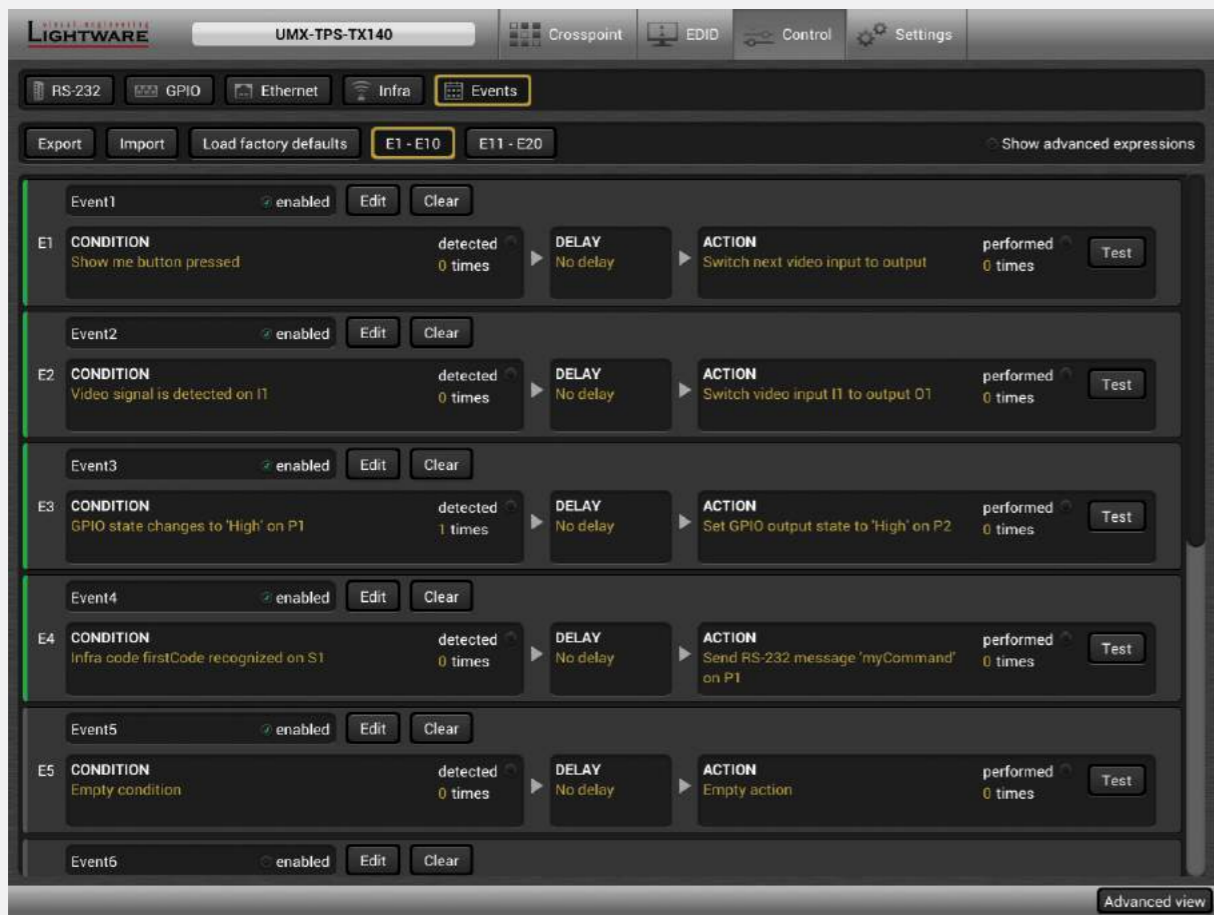 visual engineering
LIGHTWARE
UMX-TPS-TX140
Crosspoint
EDID
Control
Settings
RS-232
GPIO
Ethernet
Infra
Events
Export
Import
Load factory defaults
E1 - E10
E11 - E20
Show advanced expressions
Event1
enabled
Edit
Clear
E1
CONDITION
Show me button pressed
detected
0 times
DELAY
No delay
ACTION
Switch next video input to output
performed
0 times
Test
Event2
enabled
Edit
Clear
E2
CONDITION
Video signal is detected on I1
detected
0 times
DELAY
No delay
ACTION
Switch video input I1 to output O1
performed
0 times
Test
Event3
enabled
Edit
Clear
E3
CONDITION
GPIO state changes to 'High' on P1
detected
1 times
DELAY
No delay
ACTION
Set GPIO output state to 'High' on P2
performed
0 times
Test
Event4
enabled
Edit
Clear
E4
CONDITION
Infra code firstCode recognized on S1
detected
0 times
DELAY
No delay
ACTION
Send RS-232 message 'myCommand'
on P1
performed
0 times
Test
Event5
enabled
Edit
Clear
E5
CONDITION
Empty condition
detected
0 times
DELAY
No delay
ACTION
Empty action
performed
0 times
Test
Event6
enabled
Edit
Clear
Advanced view